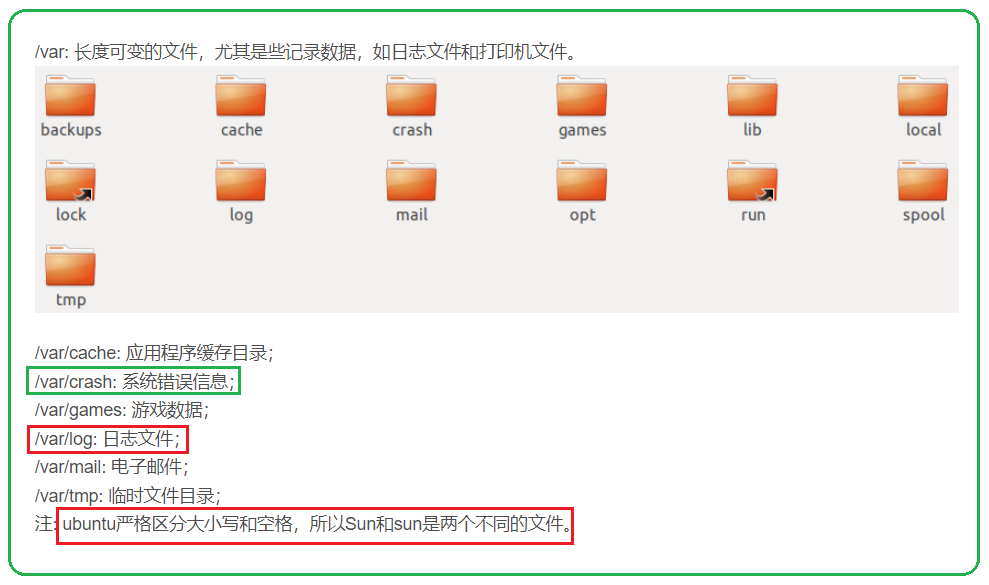 /var: 长度可变的文件，尤其是些记录数据，如日志文件和打印机文件。
backups cache crash games lib local
lock log mail opt run spool
tmp
/var/cache: 应用程序缓存目录；
/var/crash: 系统错误信息；
/var/games: 游戏数据；
/var/log: 日志文件；
/var/mail: 电子邮件；
/var/tmp: 临时文件目录；
注: ubuntu严格区分大小写和空格，所以Sun和sun是两个不同的文件。